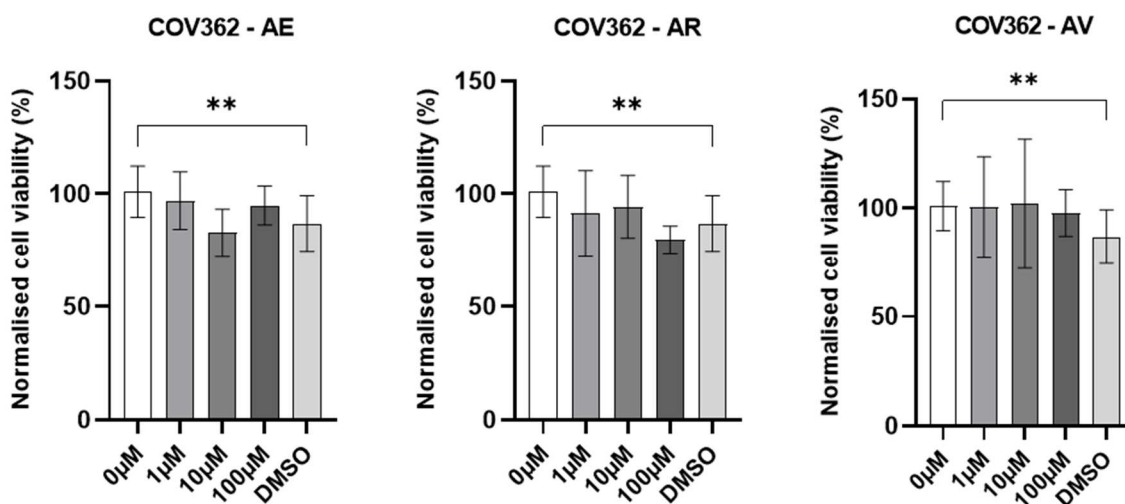 COV362 - AE
Normalised cell viability (%)
150
100
50
0
**
0µM
1µM
10µM
100µM
DMSO
COV362 - AR
Normalised cell viability (%)
150
100
50
0
**
0µM
1µM
10µM
100µM
DMSO
COV362 - AV
Normalised cell viability (%)
150
100
50
0
**
0µM
1µM
10µM
100µM
DMSO